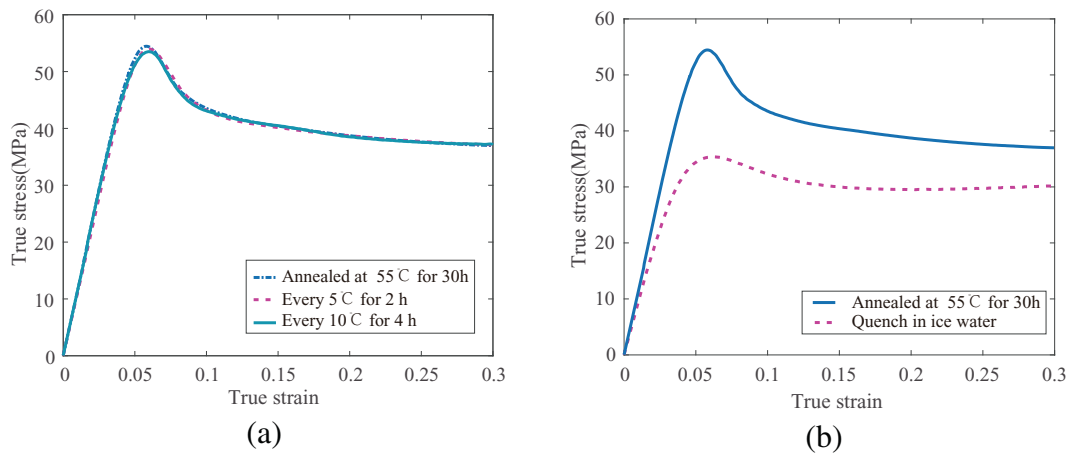 60
50
40
30
20
10
0
True stress(MPa)
Annealed at 55℃ for 30h
Every 5℃ for 2 h
Every 10℃ for 4 h
0 0.05 0.1 0.15 0.2 0.25 0.3
True strain
(a)
60
50
40
30
20
10
0
True stress(MPa)
Annealed at 55℃ for 30h
Quench in ice water
0 0.05 0.1 0.15 0.2 0.25 0.3
True strain
(b)